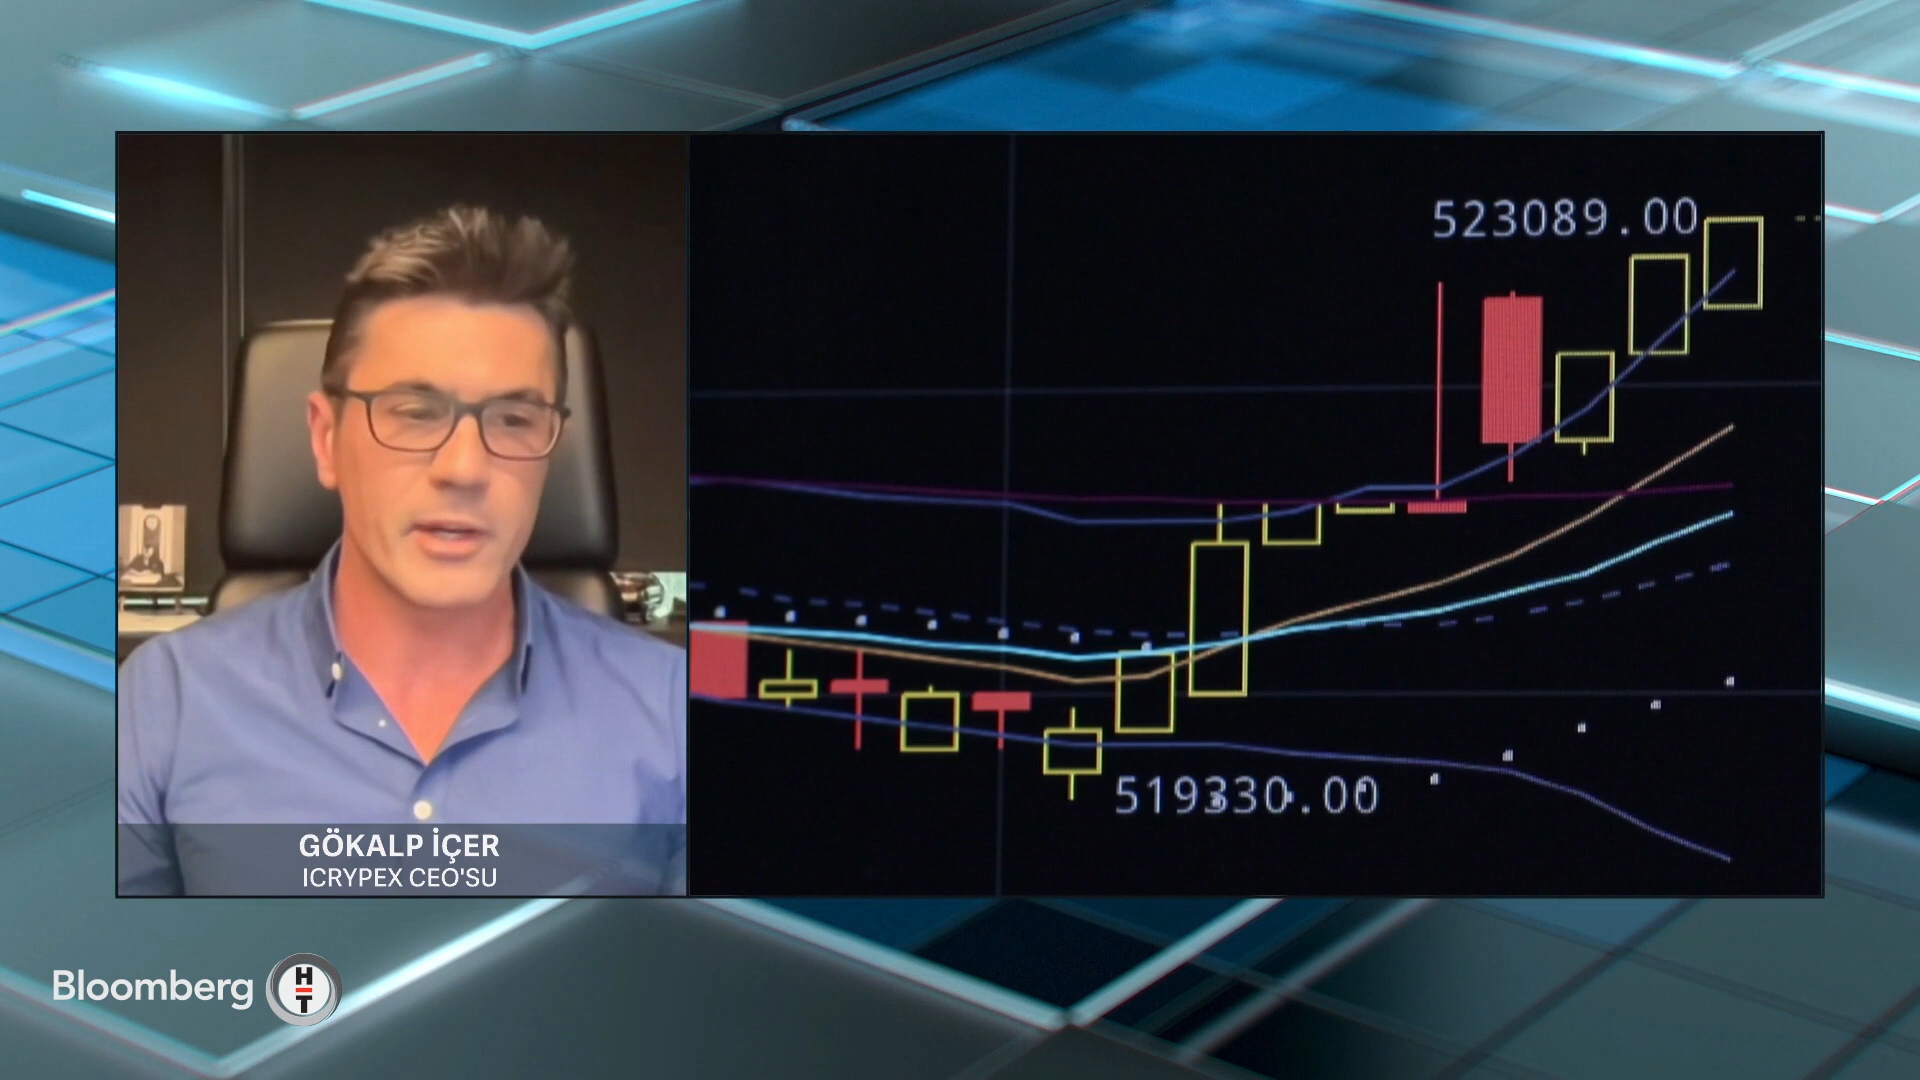 523089.00
519330.00
GÖKALP İÇER
ICRYPEX CEO'SU
Bloomberg HT